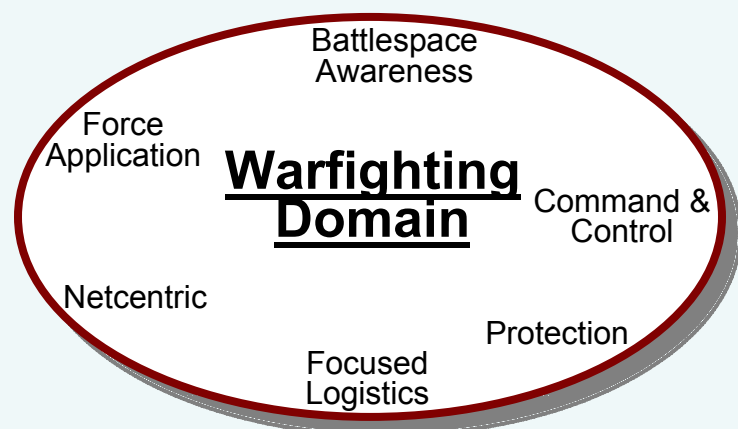 Battlespace
Awareness
Force
Application
Warfighting
Domain
Command &
Control
Netcentric
Protection
Focused
Logistics